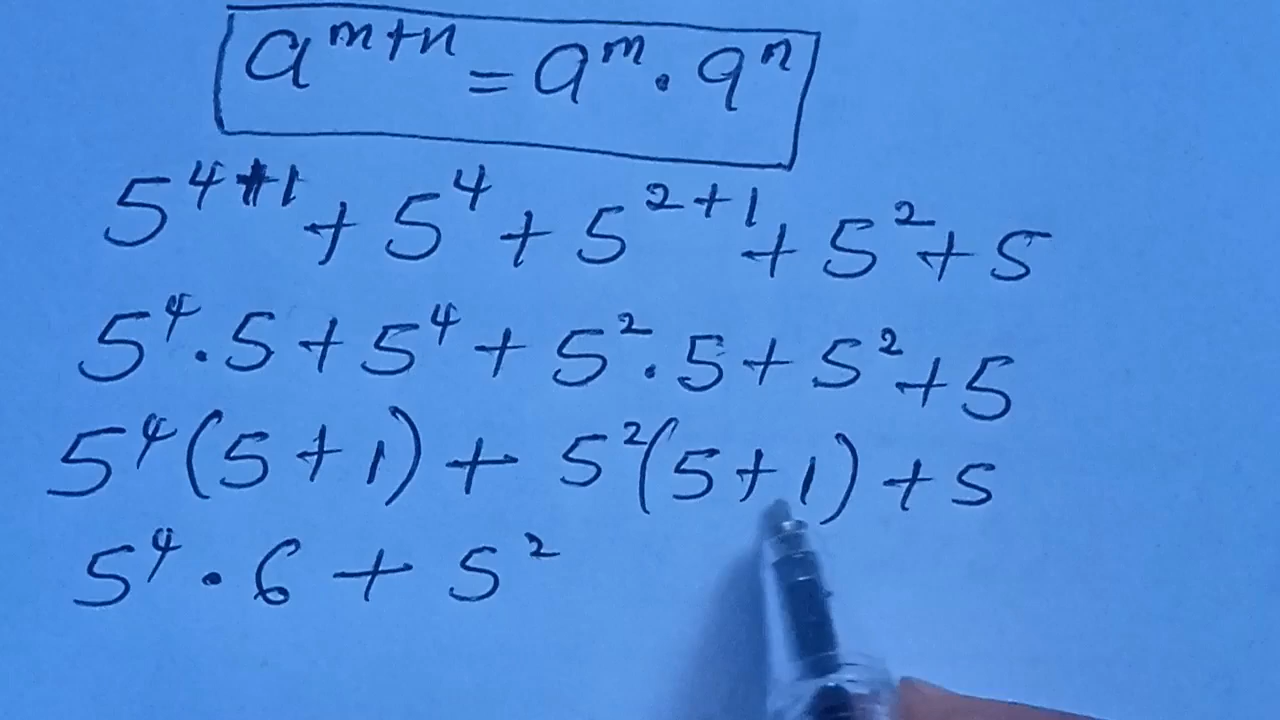 a^{m+n} = a^m · a^n
5^{4+1} + 5^4 + 5^{2+1} + 5^2 + 5
5^4 · 5 + 5^4 + 5^2 · 5 + 5^2 + 5
5^4 (5 + 1) + 5^2 (5 + 1) + 5
5^4 · 6 + 5^2